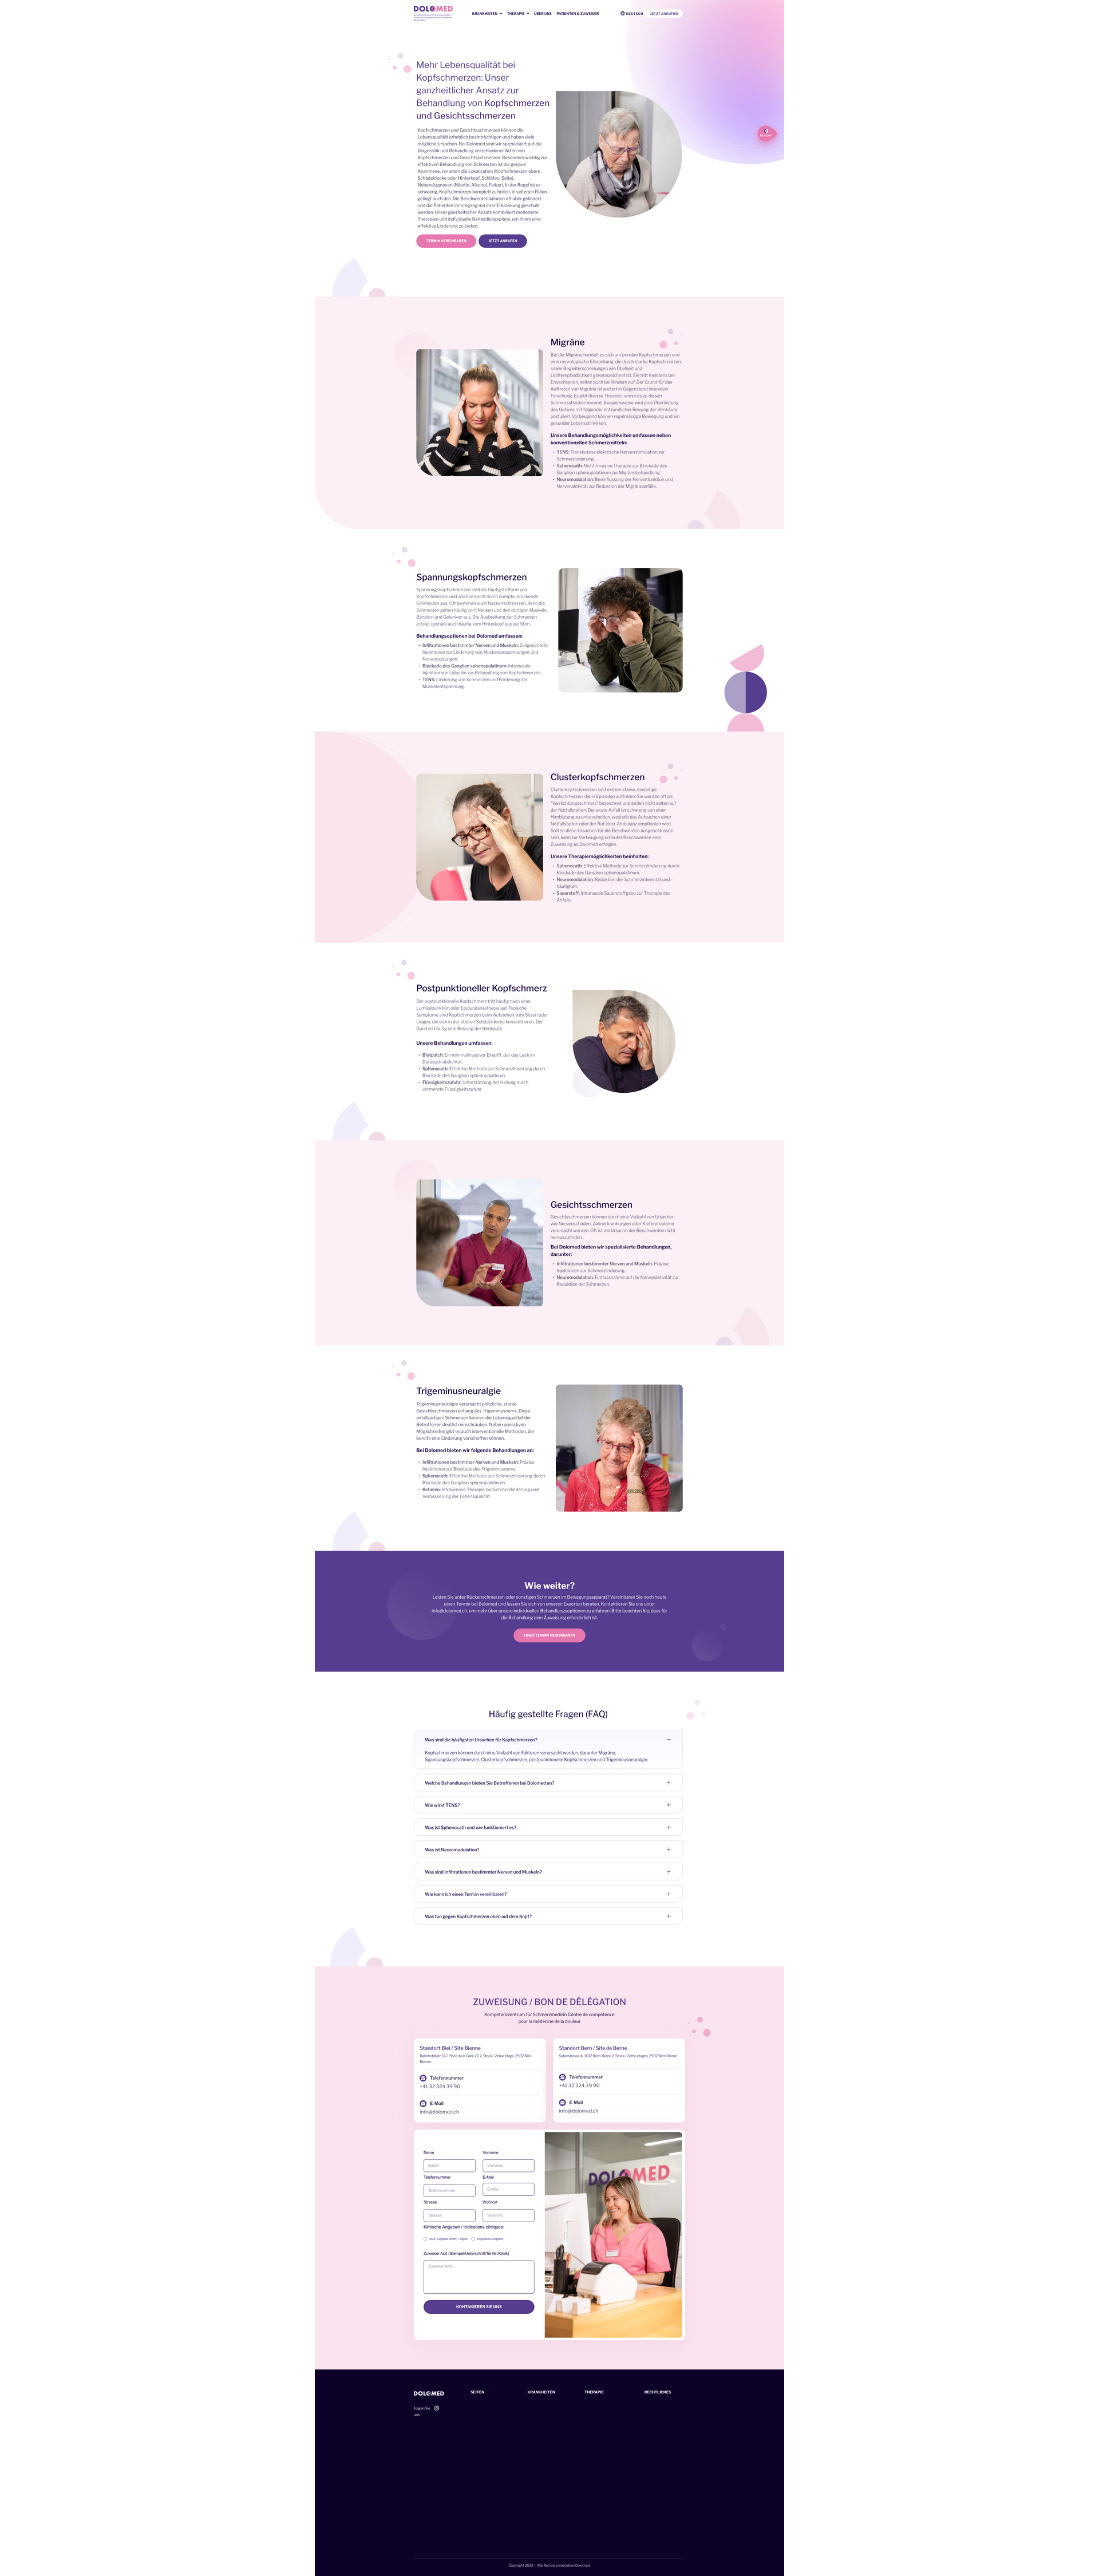 DOLOMED
KRANKHEITEN
THERAPIE
ÜBER UNS
PATIENTEN & ZUWEISER
DEUTSCH
JETZT ANRUFEN
Mehr Lebensqualität bei
Kopfschmerzen: Unser
ganzheitlicher Ansatz zur
Behandlung von Kopfschmerzen
und Gesichtsschmerzen
Kopfschmerzen und Gesichtsschmerzen können die
Lebensqualität erheblich beeinträchtigen und haben viele
mögliche Ursachen. Bei Dolomed sind wir spezialisiert auf die
Diagnostik und Behandlung verschiedener Arten von
Kopfschmerzen und Gesichtsschmerzen. Besonders wichtig zur
effektiven Behandlung von Schmerzen ist die genaue
Anamnese, vor allem die Lokalisation (Kopfschmerzen obere
Schädeldecke oder Hinterkopf, Schläfen, Seite),
Nebendiagnosen (Nikotin, Alkohol, Fieber). In der Regel ist es
schwierig, Kopfschmerzen komplett zu heilen, in seltenen Fällen
gelingt auch das. Die Beschwerden können oft aber gelindert
und die Patienten im Umgang mit ihrer Erkrankung geschult
werden. Unser ganzheitlicher Ansatz kombiniert modernste
Therapien und individuelle Behandlungspläne, um Ihnen eine
effektive Linderung zu bieten.
TERMIN VEREINBAREN
JETZT ANRUFEN
Migräne
Bei der Migräne handelt es sich um primäre Kopfschmerzen und
eine neurologische Erkrankung, die durch starke Kopfschmerzen,
sowie Begleiterscheinungen wie Übelkeit und
Lichtempfindlichkeit gekennzeichnet ist. Sie tritt meistens bei
Erwachsenen, selten auch bei Kindern auf. Der Grund für das
Auftreten von Migräne ist weiterhin Gegenstand intensiver
Forschung. Es gibt diverse Theorien, wieso es zu diesen
Schmerzattacken kommt. Beispielsweise wird eine Überlastung
des Gehirns mit folgender entzündlicher Reizung der Hirnhäute
postuliert. Vorbeugend können regelmässige Bewegung und ein
gesunder Lebensstil wirken.
Unsere Behandlungsmöglichkeiten umfassen neben
konventionellen Schmerzmitteln:
• TENS: Transkutane elektrische Nervenstimulation zur
Schmerzlinderung.
• Sphenocath: Nicht-invasive Therapie zur Blockade des
Ganglion sphenopalatinum zur Migränebehandlung.
• Neuromodulation: Beeinflussung der Nervenfunktion und
Nervenaktivität zur Reduktion der Migräneanfälle.
Spannungskopfschmerzen
Spannungskopfschmerzen sind die häufigste Form von
Kopfschmerzen und zeichnen sich durch dumpfe, drückende
Schmerzen aus. Oft bestehen auch Nackenschmerzen, denn die
Schmerzen gehen häufig vom Nacken und den dortigen Muskeln,
Bändern und Gelenken aus. Die Ausbreitung der Schmerzen
erfolgt deshalb auch häufig vom Hinterkopf aus zur Stirn.
Behandlungsoptionen bei Dolomed umfassen:
• Infiltrationen bestimmter Nerven und Muskeln: Zielgerichtete
Injektionen zur Linderung von Muskelverspannungen und
Nervenreizungen.
• Blockade des Ganglion sphenopalatinum: Intranasale
Injektion von Lidocain zur Behandlung von Kopfschmerzen.
• TENS: Linderung von Schmerzen und Förderung der
Muskelentspannung.
Clusterkopfschmerzen
Clusterkopfschmerzen sind extrem starke, einseitige
Kopfschmerzen, die in Episoden auftreten. Sie werden oft als
"Vernichtungsschmerz" bezeichnet und enden nicht selten auf
der Notfallstation. Der akute Anfall ist schwierig von einer
Hirnblutung zu unterscheiden, weshalb das Aufsuchen einer
Notfallstation oder der Ruf einer Ambulanz empfohlen wird.
Sollten diese Ursachen für die Beschwerden ausgeschlossen
sein, kann zur Vorbeugung erneuter Beschwerden eine
Zuweisung an Dolomed erfolgen.
Unsere Therapiemöglichkeiten beinhalten:
• Sphenocath: Effektive Methode zur Schmerzlinderung durch
Blockade des Ganglion sphenopalatinum.
• Neuromodulation: Reduktion der Schmerzintensität und -
häufigkeit.
• Sauerstoff: Intranasale Sauerstoffgabe zur Therapie des
Anfalls.
Postpunktioneller Kopfschmerz
Der postpunktionelle Kopfschmerz tritt häufig nach einer
Lumbalpunktion oder Epiduralanästhesie auf. Typische
Symptome sind Kopfschmerzen beim Aufstehen vom Sitzen oder
Liegen, die sich in der oberen Schädeldecke konzentrieren. Der
Gund ist häufig eine Reizung der Hirnhäute.
Unsere Behandlungen umfassen:
• Blutpatch: Ein minimalinvasiver Eingriff, der das Leck im
Durasack abdichtet.
• Sphenocath: Effektive Methode zur Schmerzlinderung durch
Blockade des Ganglion sphenopalatinum.
• Flüssigkeitszufuhr: Unterstützung der Heilung durch
vermehrte Flüssigkeitszufuhr.
Gesichtsschmerzen
Gesichtsschmerzen können durch eine Vielzahl von Ursachen
wie Nervenschäden, Zahnerkrankungen oder Kieferprobleme
verursacht werden. Oft ist die Ursache der Beschwerden nicht
herauszufinden.
Bei Dolomed bieten wir spezialisierte Behandlungen,
darunter:
• Infiltrationen bestimmter Nerven und Muskeln: Präzise
Injektionen zur Schmerzlinderung.
• Neuromodulation: Einflussnahme auf die Nervenaktivität zur
Reduktion der Schmerzen.
Trigeminusneuralgie
Trigeminusneuralgie verursacht plötzliche, starke
Gesichtsschmerzen entlang des Trigeminusnervs. Diese
anfallsartigen Schmerzen können die Lebensqualität der
Betroffenen deutlich einschränken. Neben operativen
Möglichkeiten gibt es auch interventionelle Methoden, die
bereits eine Linderung verschaffen können.
Bei Dolomed bieten wir folgende Behandlungen an:
• Infiltrationen bestimmter Nerven und Muskeln: Präzise
Injektionen zur Blockade des Trigeminusnervs.
• Sphenocath: Effektive Methode zur Schmerzlinderung durch
Blockade des Ganglion sphenopalatinum.
• Ketamin: Intravenöse Therapie zur Schmerzlinderung und
Verbesserung der Lebensqualität.
Wie weiter?
Leiden Sie unter Rückenschmerzen oder sonstigen Schmerzen im Bewegungsapparat? Vereinbaren Sie noch heute
einen Termin bei Dolomed und lassen Sie sich von unseren Experten beraten. Kontaktieren Sie uns unter
info@dolomed.ch, um mehr über unsere individuellen Behandlungsoptionen zu erfahren. Bitte beachten Sie, dass für
die Behandlung eine Zuweisung erforderlich ist.
EINEN TERMIN VEREINBAREN
Häufig gestellte Fragen (FAQ)
Was sind die häufigsten Ursachen für Kopfschmerzen?
Kopfschmerzen können durch eine Vielzahl von Faktoren verursacht werden, darunter Migräne,
Spannungskopfschmerzen, Clusterkopfschmerzen, postpunktionelle Kopfschmerzen und Trigeminusneuralgie.
Welche Behandlungen bieten Sie Betroffenen bei Dolomed an?
Wie wirkt TENS?
Was ist Sphenocath und wie funktioniert es?
Was ist Neuromodulation?
Was sind Infiltrationen bestimmter Nerven und Muskeln?
Wie kann ich einen Termin vereinbaren?
Was tun gegen Kopfschmerzen oben auf dem Kopf?
ZUWEISUNG / BON DE DÉLÉGATION
Kompetenzzentrum für Schmerzmedizin Centre de compétence
pour la médecine de la douleur
Standort Biel / Site Bienne
Bahnhofplatz 2C / Place de la Gare 2C 2. Stock / 2ème étage, 2502 Biel-
Bienne
Telefonnummer
+41 32 324 39 90
E-Mail
info@dolomed.ch
Standort Bern / Site de Berne
Telefonnummer
+41 32 324 39 90
E-Mail
info@dolomed.ch
Name
Vorname
Name
Vorname
Telefonnummer
E-Mail
Telefonnummer
E-Mail
Strasse
Wohnort
Strasse
Wohnort
Klinische Angaben / Indications cliniques:
Zuweiser Arzt (Stempel/Unterschrift/Tel.Nr./Klinik)
Zuweiser Arzt...
KONTAKIEREN SIE UNS
DOLOMED
DOLOMED
SEITEN
KRANKHEITEN
THERAPIE
RECHTLICHES
Folgen Sie
uns
Copyright 2025 – Alle Rechte vorbehalten Dolomed.